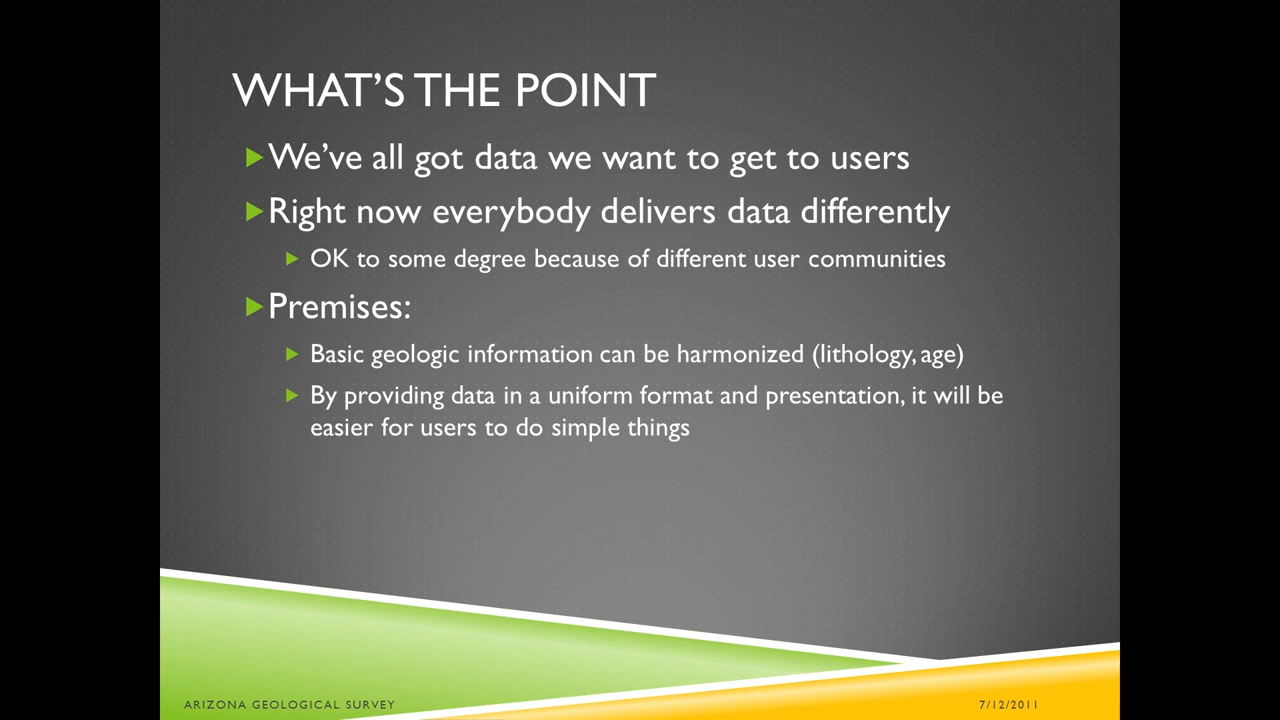 WHAT'S THE POINT
We've all got data we want to get to users
Right now everybody delivers data differently
OK to some degree because of different user communities
Premises:
Basic geologic information can be harmonized (lithology, age)
By providing data in a uniform format and presentation, it will be
easier for users to do simple things
ARIZONA GEOLOGICAL SURVEY
7/12/2011